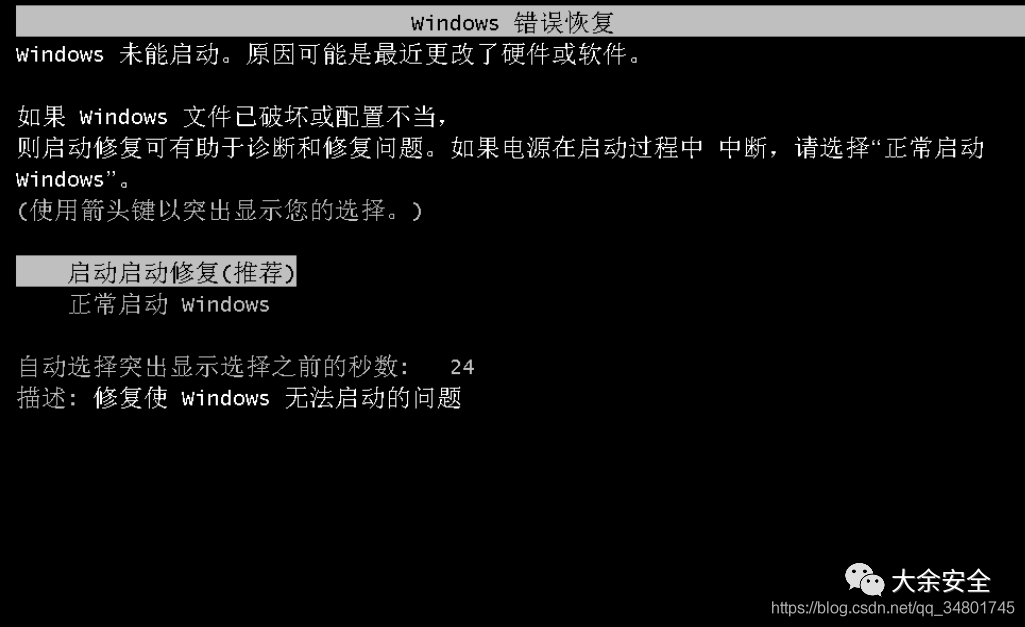 Windows 错误恢复
Windows 未能启动。原因可能是最近更改了硬件或软件。
如果 Windows 文件已破坏或配置不当，
则启动修复可有助于诊断和修复问题。如果电源在启动过程中 中断，请选择“正常启动
Windows”。
(使用箭头键以突出显示您的选择。)
启动启动修复(推荐)
正常启动 Windows
自动选择突出显示选择之前的秒数: 24
描述: 修复使 Windows 无法启动的问题
大余安全
https://blog.csdn.net/qq_34801745